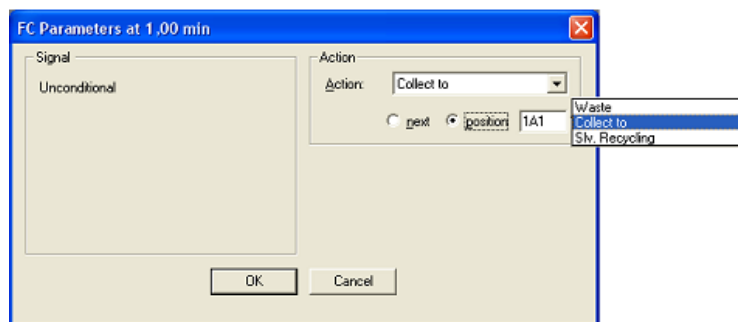 FC Parameters at 1,00 min
Signal
Unconditional
Action
Action:
Collect to
next
position
1A1
Waste
Collect to
Slv. Recycling
OK
Cancel